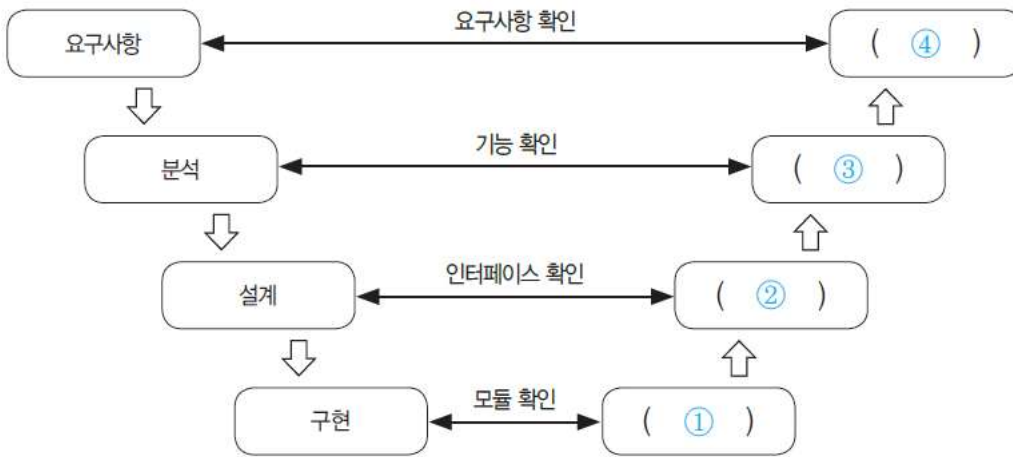 요구사항 확인
요구사항
( ④ )
기능 확인
분석
( ③ )
인터페이스 확인
설계
( ② )
모듈 확인
구현
( ① )